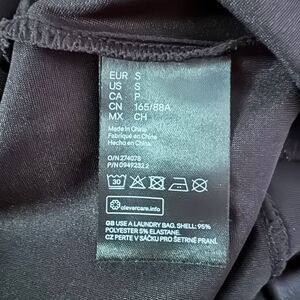 EUR S
US S
CA P
CN 165/88A
MX CH
Made in China
Fabriqué en Chine
Hecho en China
O/N 274078
P/N 0949232.2
30
clevercare.info
GB USE A LAUNDRY BAG. SHELL: 95%
POLYESTER 5% ELASTANE.
CZ PERTE V SÁČKU PRO ŠETRNÉ PRANÍ.